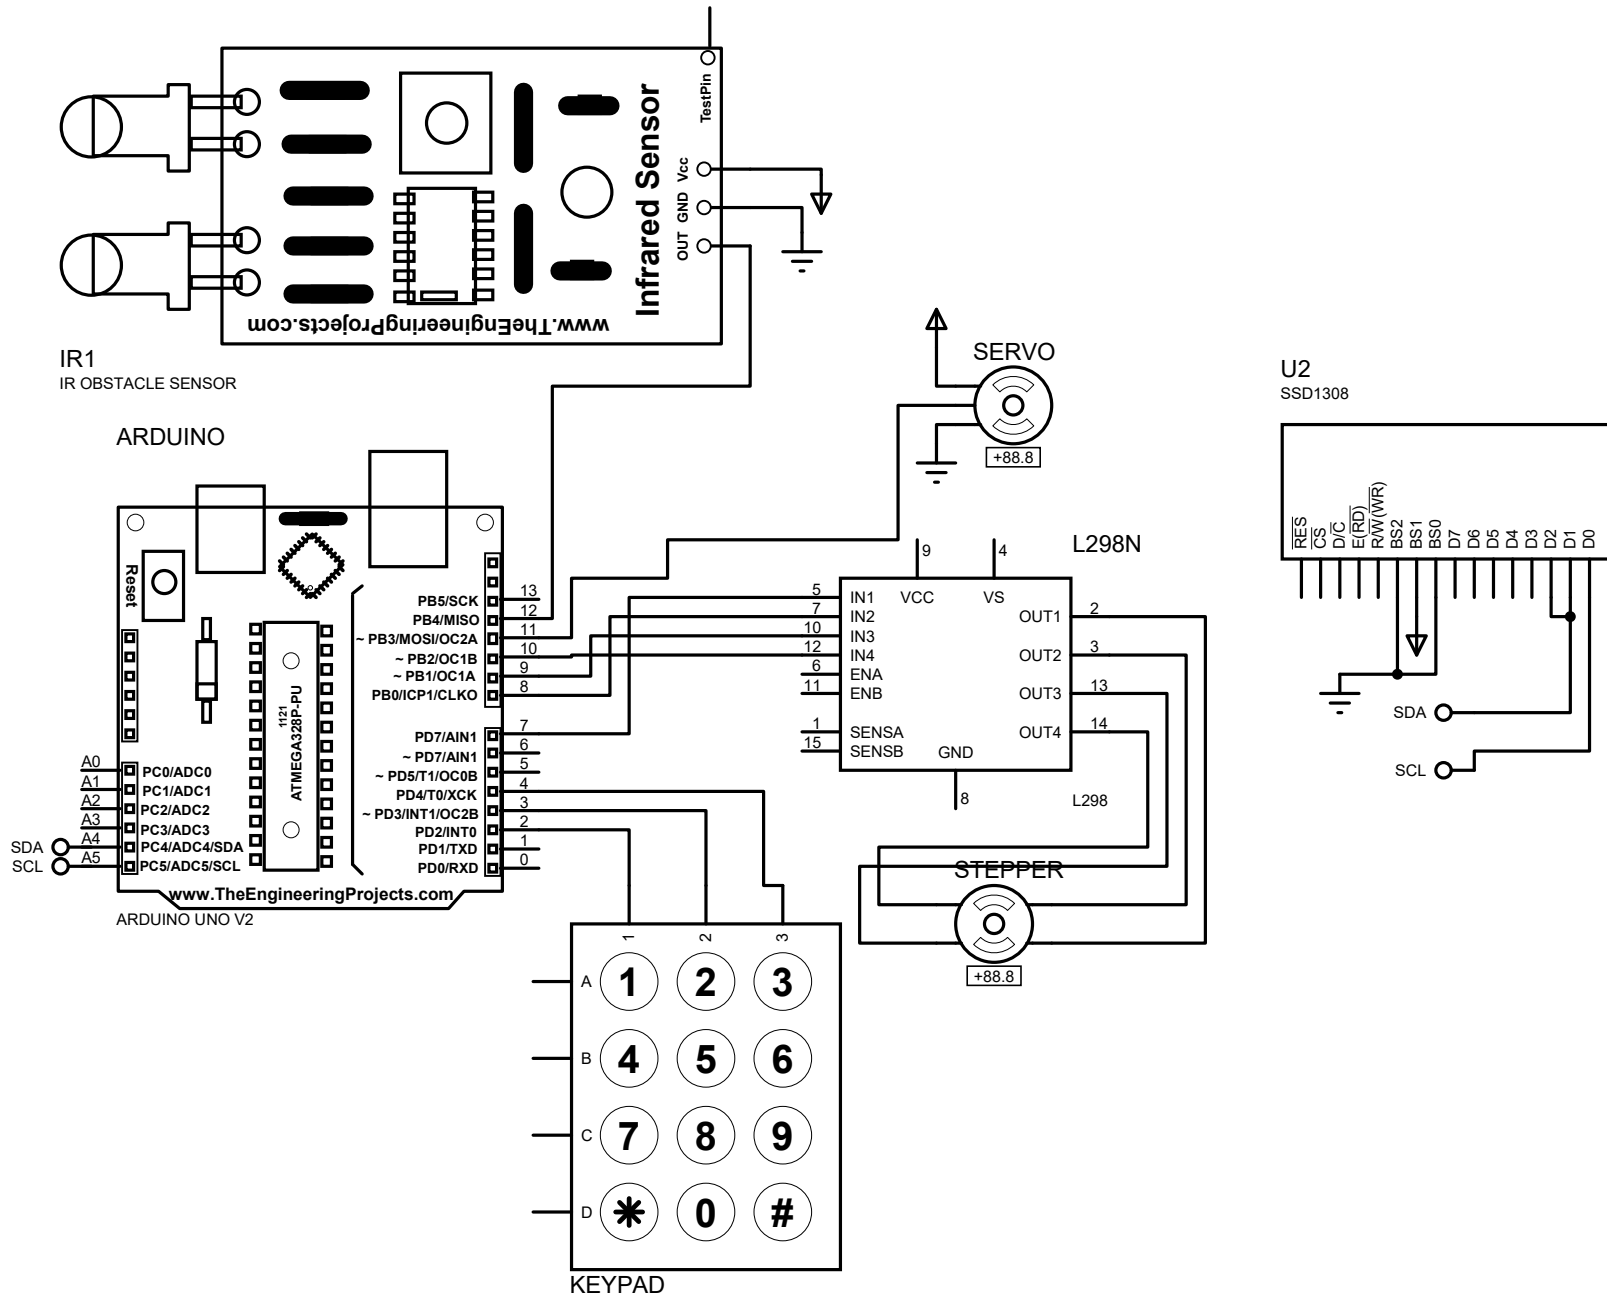 TestPin
Vcc
GND
OUT
Infrared Sensor
www.TheEngineeringProjects.com
IR1
IR OBSTACLE SENSOR
ARDUINO
Reset
1121
ATMEGA328P-PU
PB5/SCK 13
PB4/MISO 12
~ PB3/MOSI/OC2A 11
~ PB2/OC1B 10
~ PB1/OC1A 9
PB0/ICP1/CLKO 8
PD7/AIN1 7
~ PD7/AIN1 6
~ PD5/T1/OC0B 5
PD4/T0/XCK 4
~ PD3/INT1/OC2B 3
PD2/INT0 2
PD1/TXD 1
PD0/RXD 0
A0 PC0/ADC0
A1 PC1/ADC1
A2 PC2/ADC2
A3 PC3/ADC3
SDA A4 PC4/ADC4/SDA
SCL A5 PC5/ADC5/SCL
www.TheEngineeringProjects.com
ARDUINO UNO V2
SERVO
+88.8
L298N
9 4
VCC VS
5 IN1
7 IN2
10 IN3
12 IN4
6 ENA
11 ENB
1 SENSA
15 SENSB
OUT1 2
OUT2 3
OUT3 13
OUT4 14
GND
8
L298
STEPPER
+88.8
U2
SSD1308
RES
CS
D/C
E(RD)
R/W(WR)
BS2
BS1
BS0
D7
D6
D5
D4
D3
D2
D1
D0
SDA
SCL
1 2 3
A 1 2 3
B 4 5 6
C 7 8 9
D * 0 #
KEYPAD